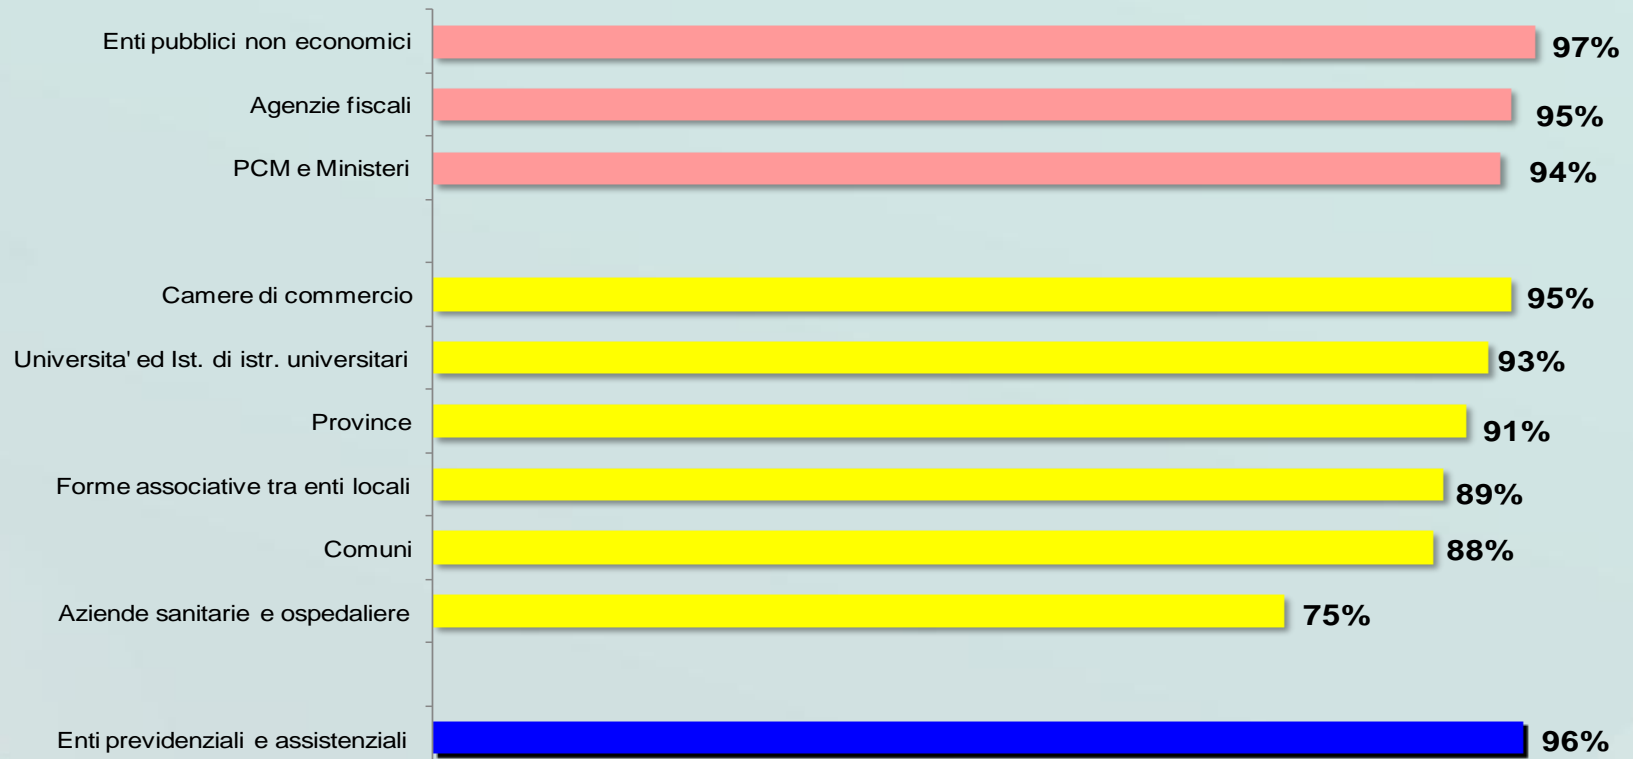 Enti pubblici non economici 97%
Agenzie fiscali 95%
PCM e Ministeri 94%
Camere di commercio 95%
Universita' ed Ist. di istr. universitari 93%
Province 91%
Forme associative tra enti locali 89%
Comuni 88%
Aziende sanitarie e ospedaliere 75%
Enti previdenziali e assistenziali 96%